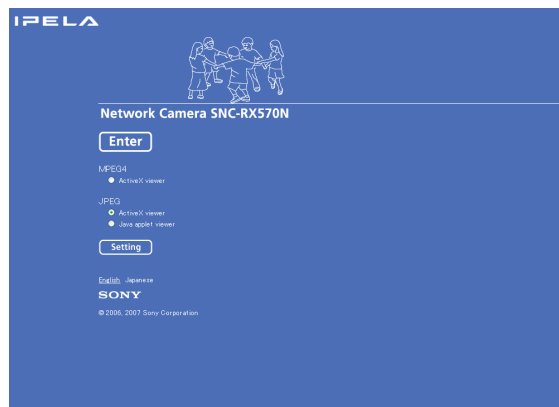 IPELA
Network Camera SNC-RX570N
Enter
MPEG4
ActiveX viewer
JPEG
ActiveX viewer
Java applet viewer
Setting
English Japanese
SONY
© 2006, 2007 Sony Corporation